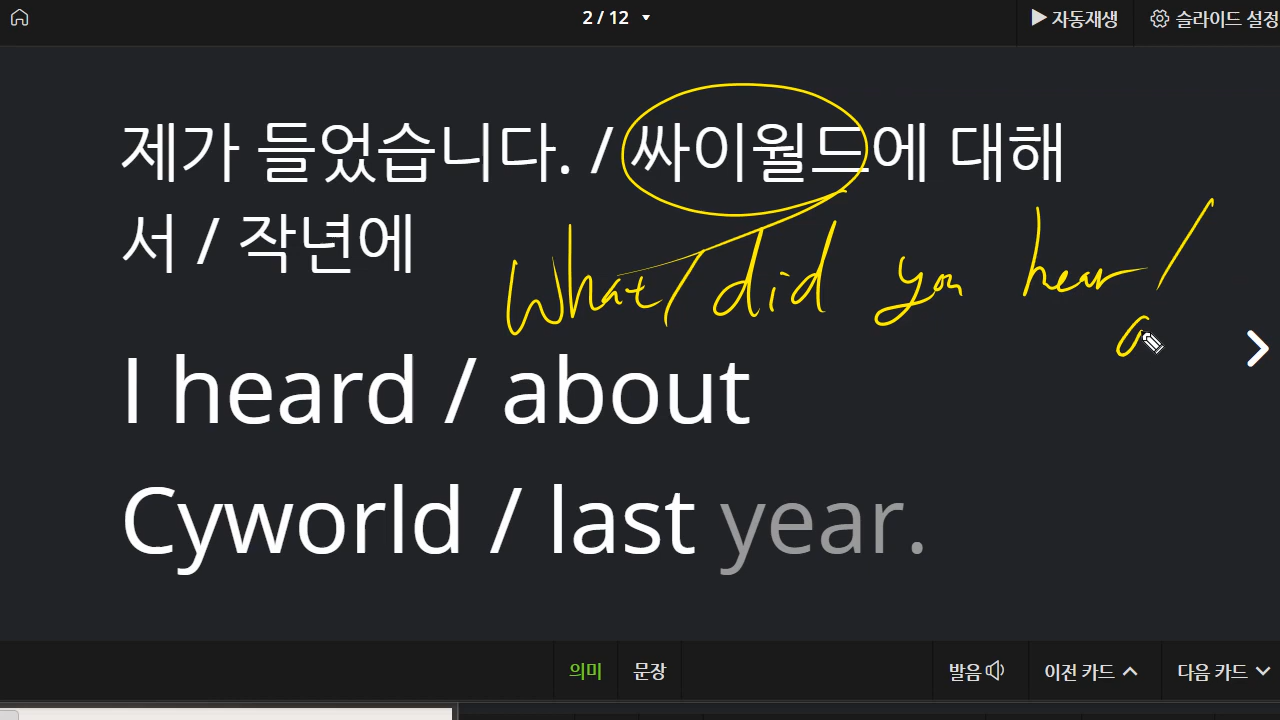 2 / 12
자동재생
슬라이드 설정
제가 들었습니다. / 싸이월드에 대해
서 / 작년에
What / did you hear /
a
I heard / about
Cyworld / last year.
의미
문장
발음
이전 카드
다음 카드